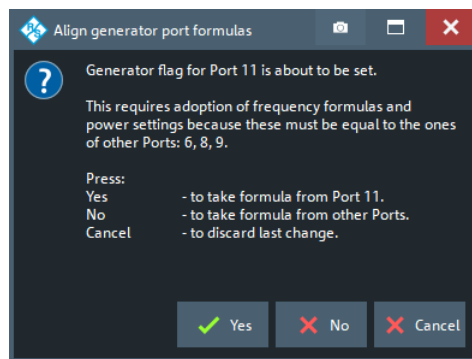 Align generator port formulas
Generator flag for Port 11 is about to be set.
This requires adoption of frequency formulas and
power settings because these must be equal to the ones
of other Ports: 6, 8, 9.
Press:
Yes - to take formula from Port 11.
No - to take formula from other Ports.
Cancel - to discard last change.
Yes No Cancel